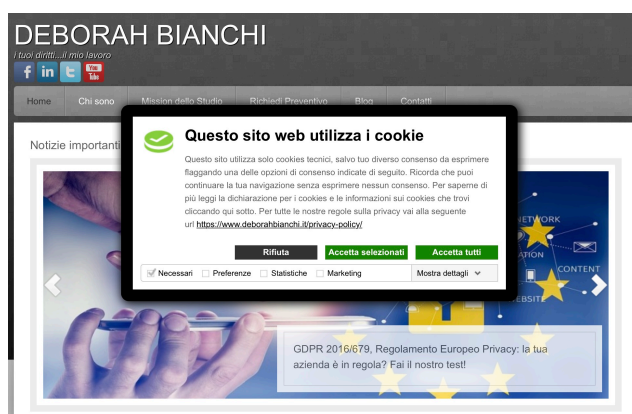 DEBORAH BIANCHI
i tuoi diritti...il mio lavoro
f in t You Tube
Home Chi sono Mission dello Studio Richiedi Preventivo Blog Contatti
Notizie importanti
Questo sito web utilizza i cookie
Questo sito utilizza solo cookies tecnici, salvo tuo diverso consenso da esprimere
flaggando una delle opzioni di consenso indicate di seguito. Ricorda che puoi
continuare la tua navigazione senza esprimere nessun consenso. Per saperne di
più leggi la dichiarazione per i cookies e le informazioni sui cookies che trovi
cliccando qui sotto. Per tutte le nostre regole sulla privacy vai alla seguente
url https://www.deborahbianchi.it/privacy-policy/
Rifiuta Accetta selezionati Accetta tutti
Necessari Preferenze Statistiche Marketing Mostra dettagli
NETWORK
CONTENT
GDPR 2016/679, Regolamento Europeo Privacy: la tua
azienda è in regola? Fai il nostro test!